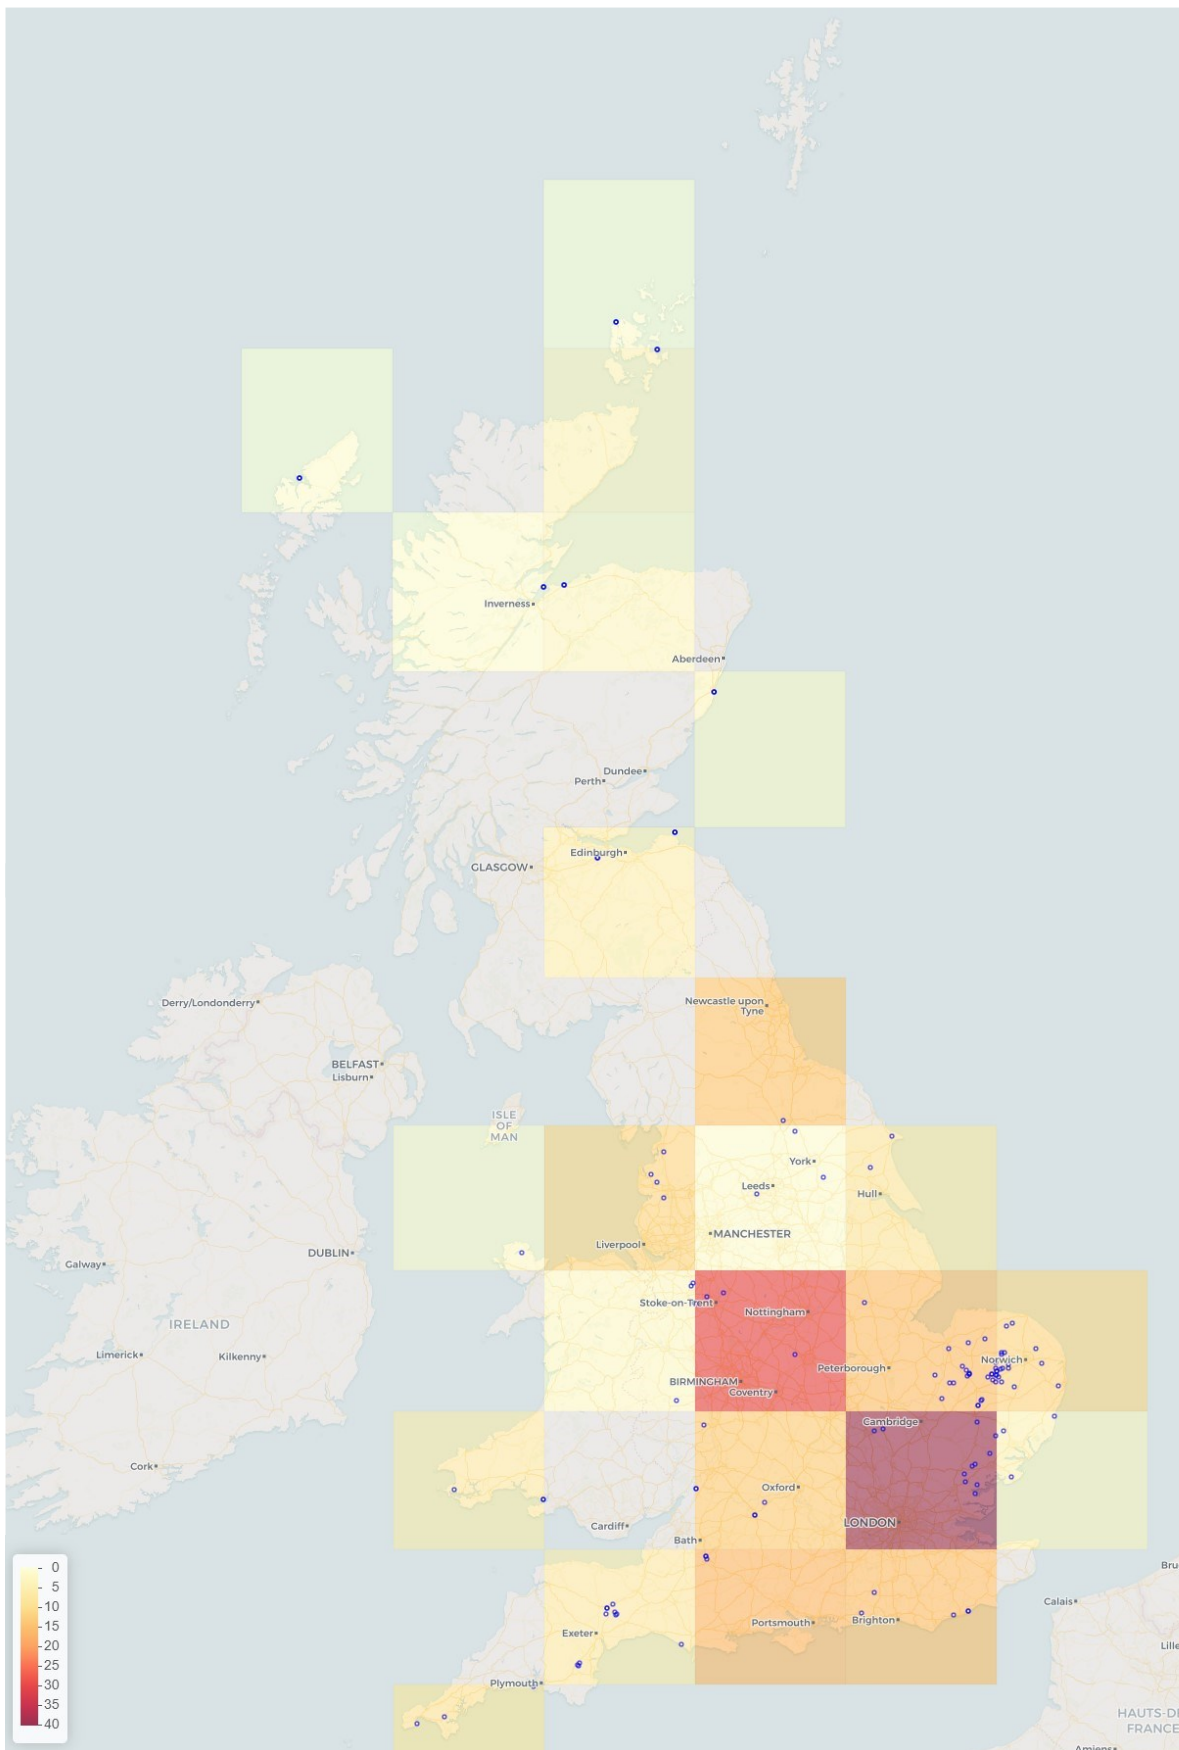 Inverness
Aberdeen
Dundee
Perth
Edinburgh
GLASGOW
Derry/Londonderry
Newcastle upon
Tyne
BELFAST
Lisburn
ISLE
OF
MAN
York
Leeds
Hull
MANCHESTER
Liverpool
DUBLIN
Galway
Stoke-on-Trent
Nottingham
IRELAND
Limerick
Kilkenny
Norwich
Peterborough
BIRMINGHAM
Coventry
Cambridge
Cork
Oxford
LONDON
Cardiff
Bath
Bru
Calais
Portsmouth
Brighton
Exeter
Lille
Plymouth
HAUTS-DE
FRANCE
Amiens
0
5
10
15
20
25
30
35
40